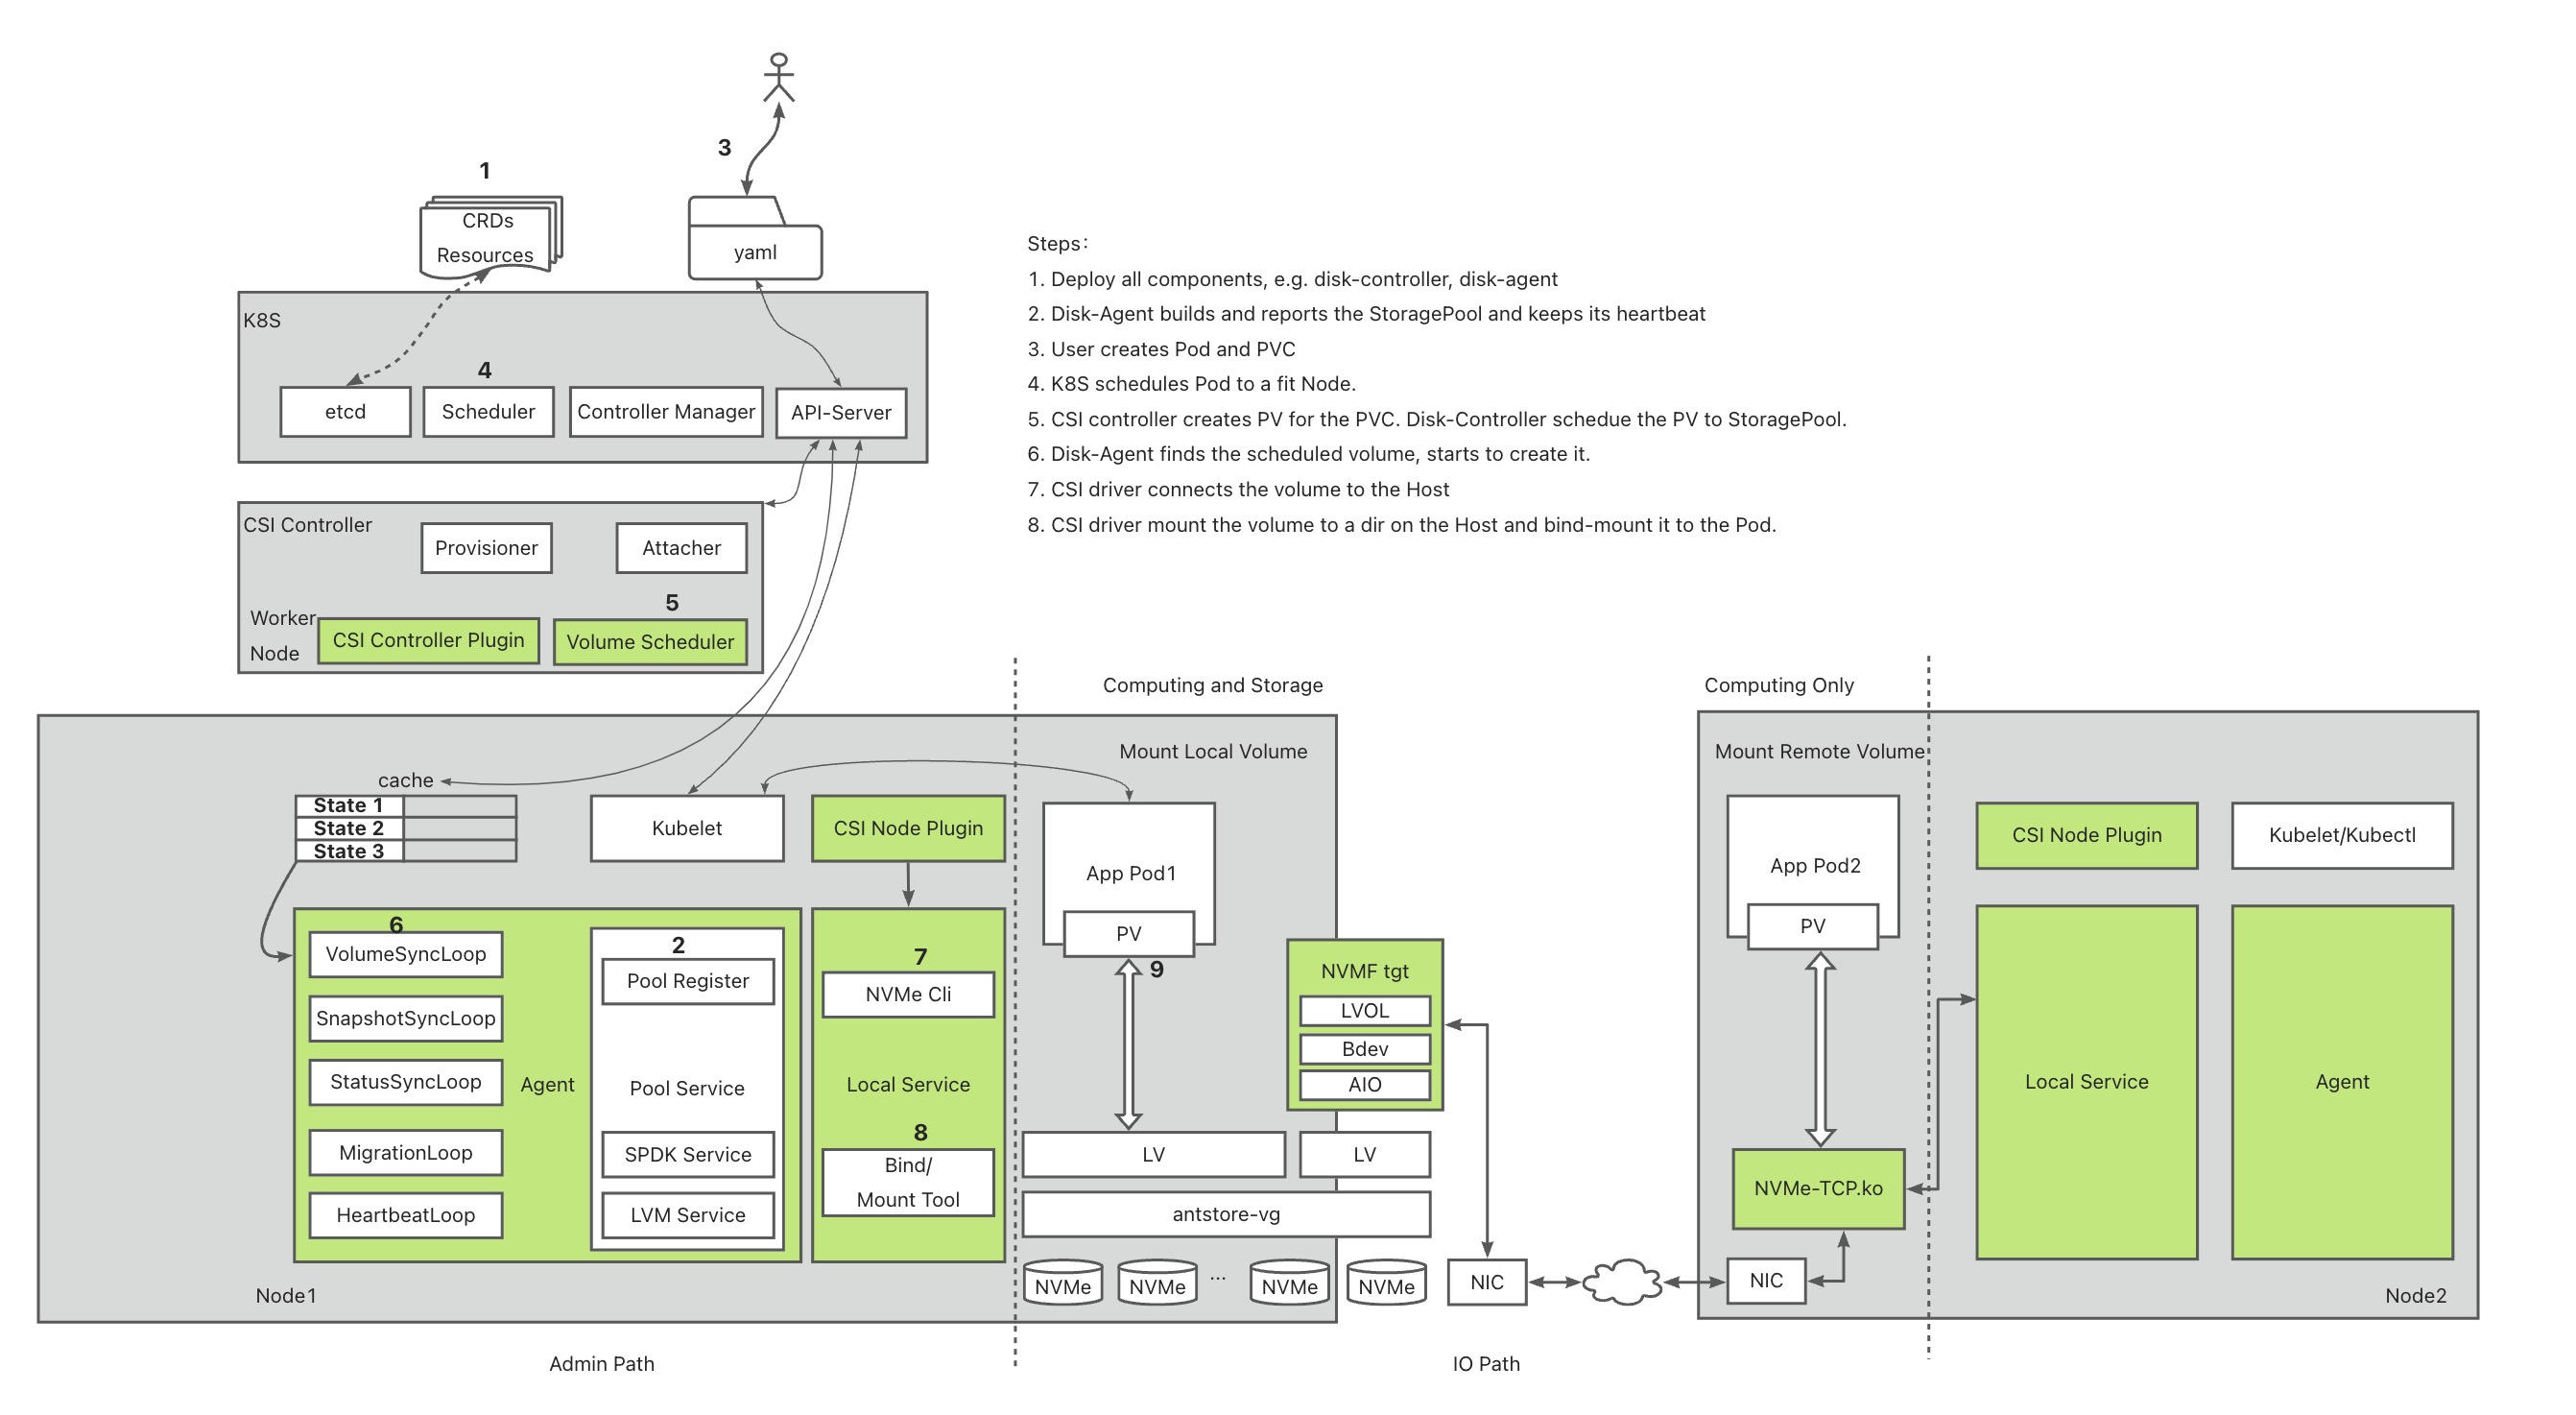 3
1
CRDs
Resources
yaml
K8S
4
etcd
Scheduler
Controller Manager
API-Server
Steps:
1. Deploy all components, e.g. disk-controller, disk-agent
2. Disk-Agent builds and reports the StoragePool and keeps its heartbeat
3. User creates Pod and PVC
4. K8S schedules Pod to a fit Node.
5. CSI controller creates PV for the PVC. Disk-Controller schedue the PV to StoragePool.
6. Disk-Agent finds the scheduled volume, starts to create it.
7. CSI driver connects the volume to the Host
8. CSI driver mount the volume to a dir on the Host and bind-mount it to the Pod.
CSI Controller
Provisioner
Attacher
5
Worker
Node
CSI Controller Plugin
Volume Scheduler
Computing and Storage
Computing Only
Mount Local Volume
Mount Remote Volume
cache
State 1
State 2
State 3
Kubelet
CSI Node Plugin
App Pod1
PV
9
6
VolumeSyncLoop
SnapshotSyncLoop
StatusSyncLoop
MigrationLoop
HeartbeatLoop
Agent
2
Pool Register
Pool Service
SPDK Service
LVM Service
7
NVMe Cli
Local Service
8
Bind/
Mount Tool
NVMF tgt
LVOL
Bdev
AIO
LV
LV
antstore-vg
NVMe
NVMe
...
NVMe
NVMe
NIC
Node1
App Pod2
PV
NVMe-TCP.ko
NIC
CSI Node Plugin
Kubelet/Kubectl
Local Service
Agent
Node2
Admin Path
IO Path